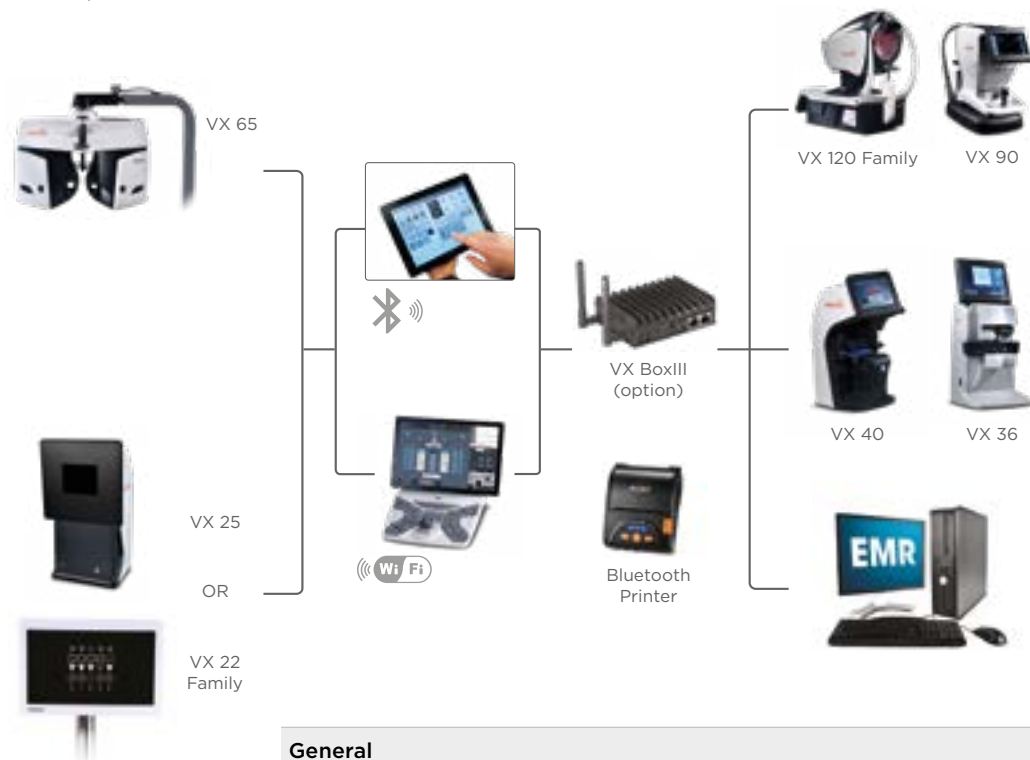 VX 65
VX 120 Family
VX 90
VX BoxIII
(option)
VX 40
VX 36
VX 25
OR
VX 22
Family
Wi Fi
Bluetooth
Printer
EMR
General